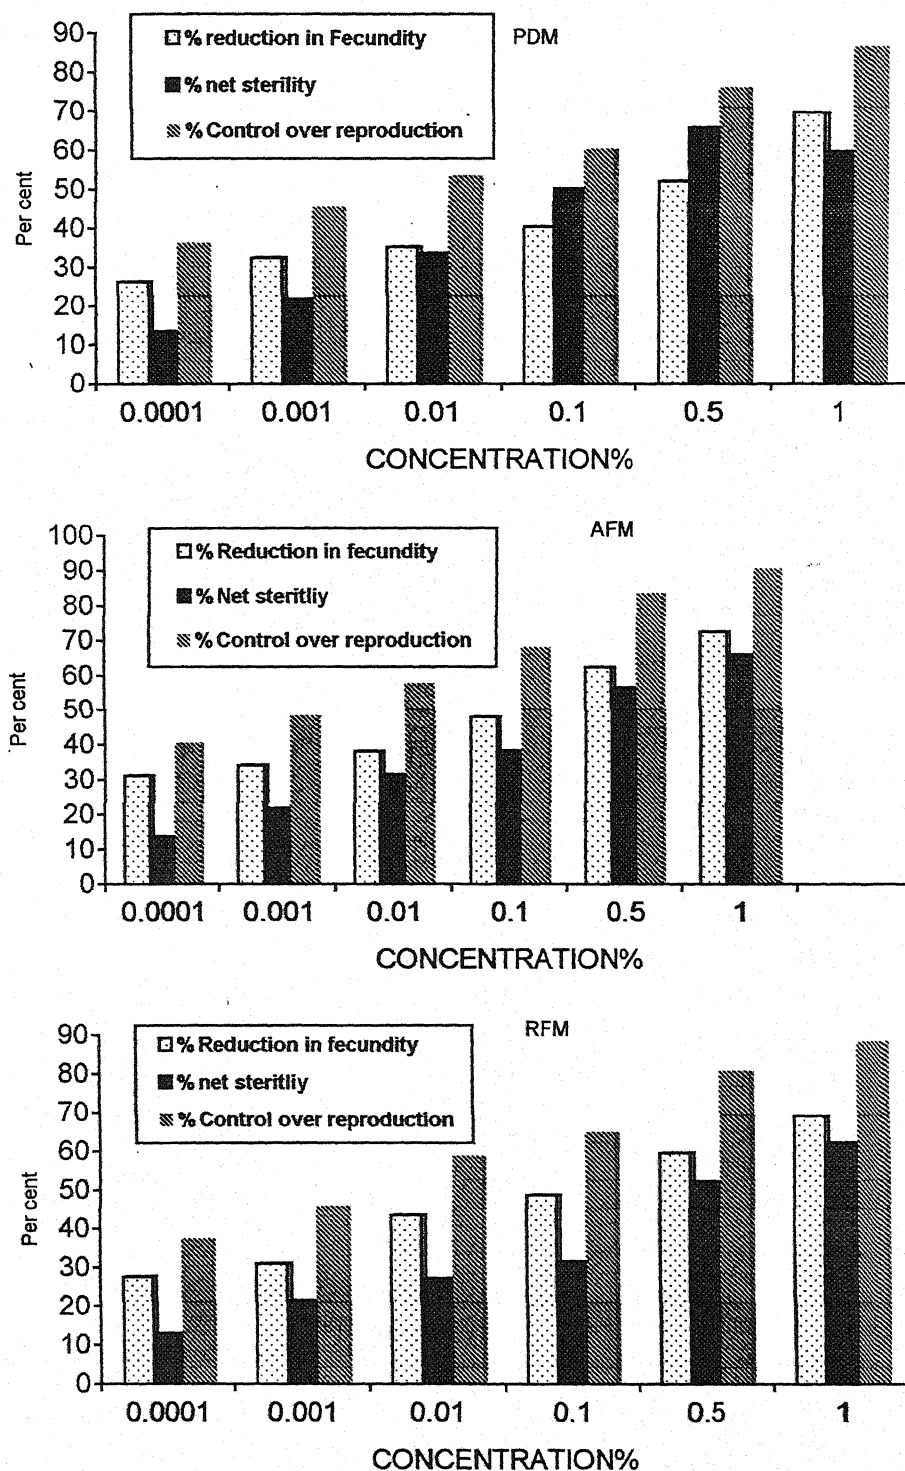 PDM
% reduction in Fecundity
% net sterility
% Control over reproduction
90
80
70
60
50
40
30
20
10
0
Per cent
0.0001 0.001 0.01 0.1 0.5 1
CONCENTRATION%
AFM
% Reduction in fecundity
% Net steritliy
% Control over reproduction
100
90
80
70
60
50
40
30
20
10
0
Per cent
0.0001 0.001 0.01 0.1 0.5 1
CONCENTRATION%
RFM
% Reduction in fecundity
% net steritliy
% Control over reproduction
90
80
70
60
50
40
30
20
10
0
Per cent
0.0001 0.001 0.01 0.1 0.5 1
CONCENTRATION%